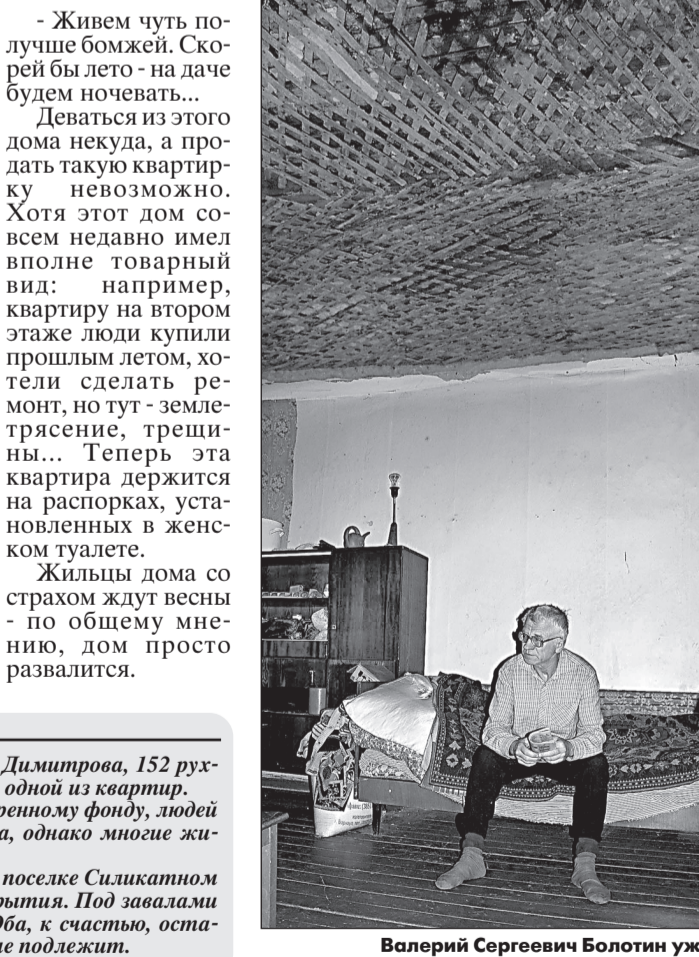 - Живем чуть по-
лучше бомжей. Ско-
рей бы лето - на даче
будем ночевать...
Деваться из этого
дома некуда, а про-
дать такую квартир-
ку невозможно.
Хотя этот дом со-
всем недавно имел
вполне товарный
вид: например,
квартиру на втором
этаже люди купили
прошлым летом, хо-
тели сделать ре-
монт, но тут - земле-
трясение, трещи-
ны... Теперь эта
квартира держится
на распорках, уста-
новленных в женс-
ком туалете.
Жильцы дома со
страхом ждут весны
- по общему мне-
нию, дом просто
развалится.
Димитрова, 152 рух-
одной из квартир.
ренному фонду, людей
а, однако многие жи-
поселке Силикатном
рытия. Под завалами
Оба, к счастью, оста-
не подлежит.
Валерий Сергеевич Болотин уж